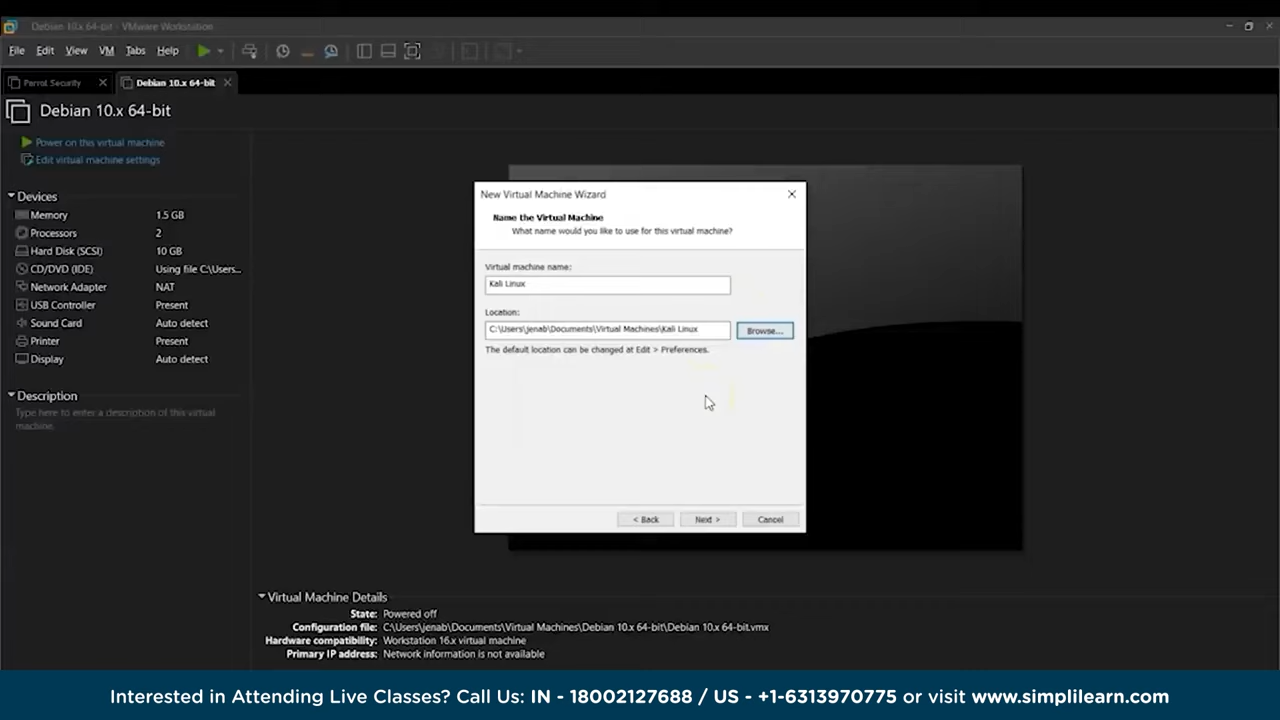 Debian 10.x 64-bit - VMware Workstation
File Edit View VM Tabs Help
Parrot Security
Debian 10.x 64-bit
Debian 10.x 64-bit
Power on this virtual machine
Edit virtual machine settings
Devices
Memory 1.5 GB
Processors 2
Hard Disk (SCSI) 10 GB
CD/DVD (IDE) Using file C:\Users...
Network Adapter NAT
USB Controller Present
Sound Card Auto detect
Printer Present
Display Auto detect
Description
Type here to enter a description of this virtual
machine.
New Virtual Machine Wizard
Name the Virtual Machine
What name would you like to use for this virtual machine?
Virtual machine name:
Kali Linux
Location:
C:\Users\jenab\Documents\Virtual Machines\Kali Linux
Browse...
The default location can be changed at Edit > Preferences.
< Back Next > Cancel
Virtual Machine Details
State: Powered off
Configuration file: C:\Users\jenab\Documents\Virtual Machines\Debian 10.x 64-bit\Debian 10.x 64-bit.vmx
Hardware compatibility: Workstation 16.x virtual machine
Primary IP address: Network information is not available
Interested in Attending Live Classes? Call Us: IN - 18002127688 / US - +1-6313970775 or visit www.simplilearn.com